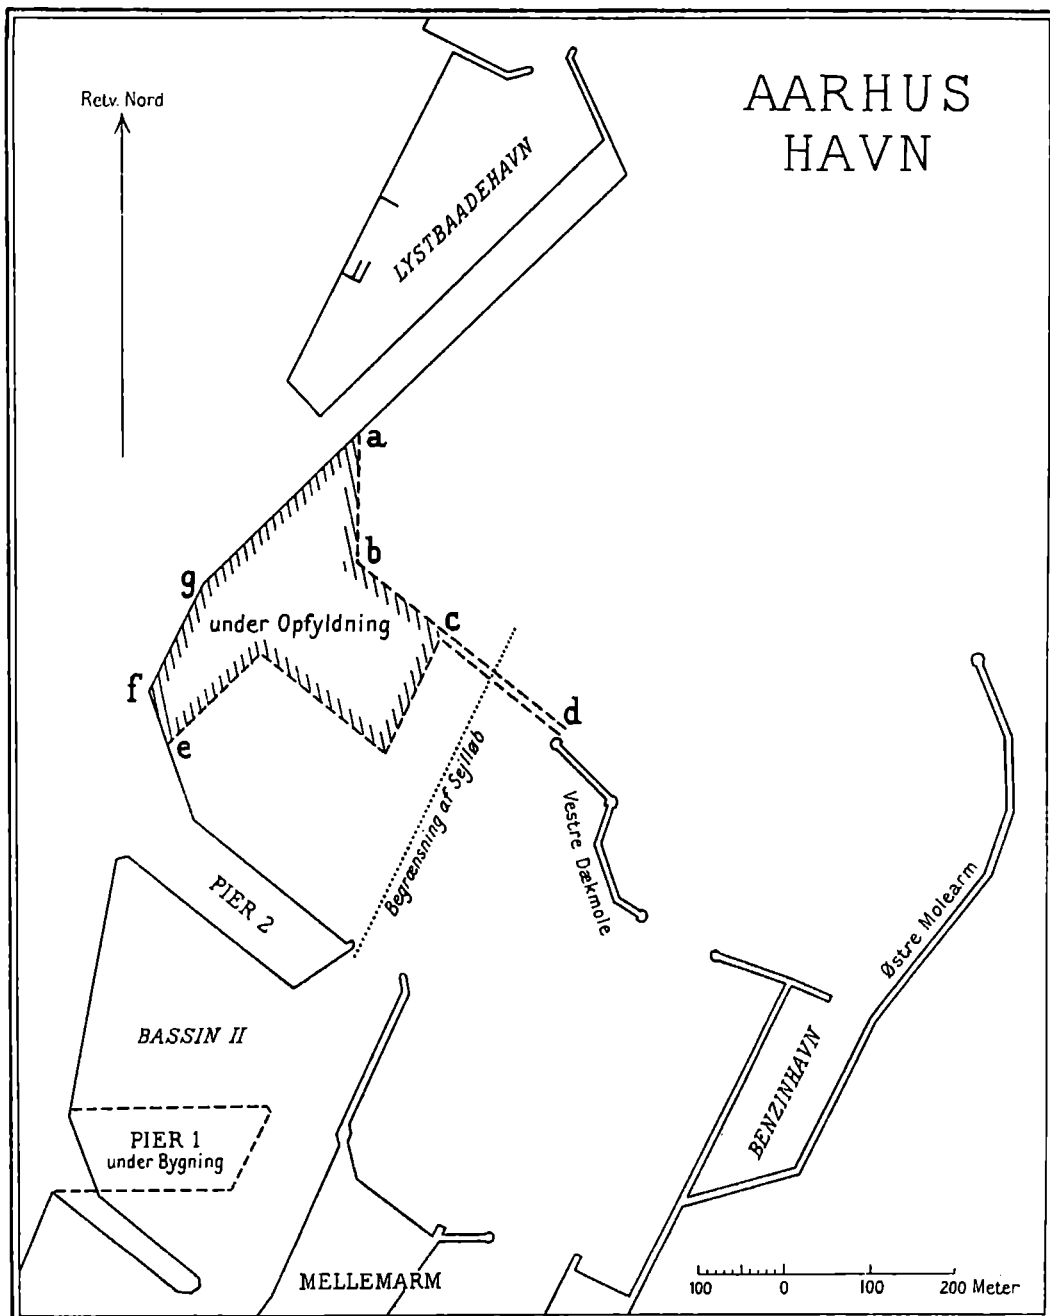 AARHUS
HAVN
Retv. Nord
LYSTBAADEHAVN
a
b
g
under Opfyldning
c
f
d
e
Begrænsning af Sejlløb
Vestre Dækmole
PIER 2
Østre Molearm
BASSIN II
BENZINHAVN
PIER 1
under Bygning
MELLEMARM
100 0 100 200 Meter